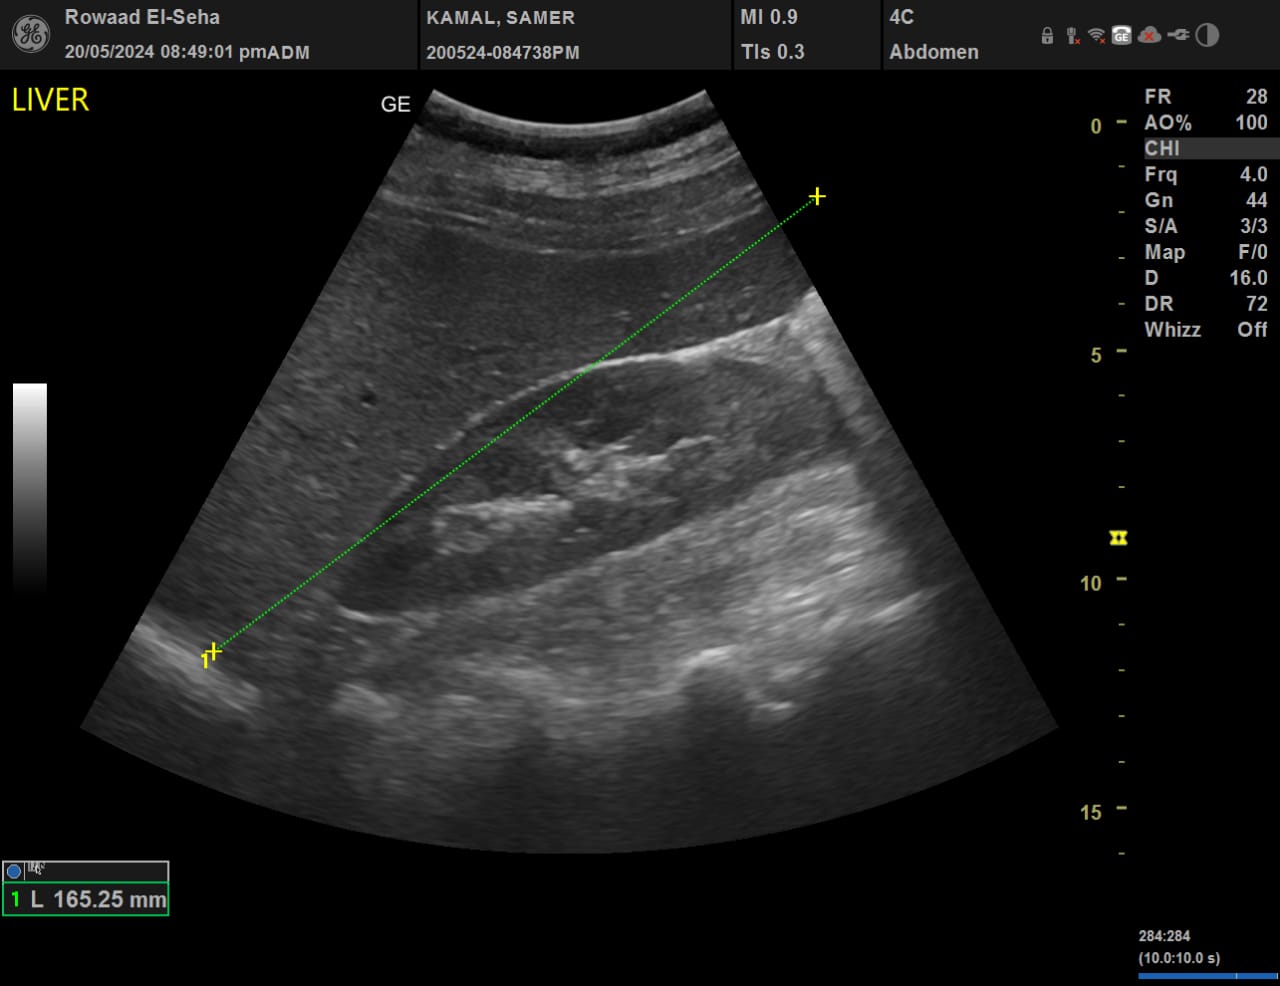 Rowaad El-Seha
20/05/2024 08:49:01 pmADM
KAMAL, SAMER
200524-084738PM
MI 0.9
TIs 0.3
4C
Abdomen
GE
LIVER
GE
FR 28
AO% 100
CHI
Frq 4.0
Gn 44
S/A 3/3
Map F/0
D 16.0
DR 72
Whizz Off
0
5
10
15
1
1 L 165.25 mm
284:284
(10.0:10.0 s)